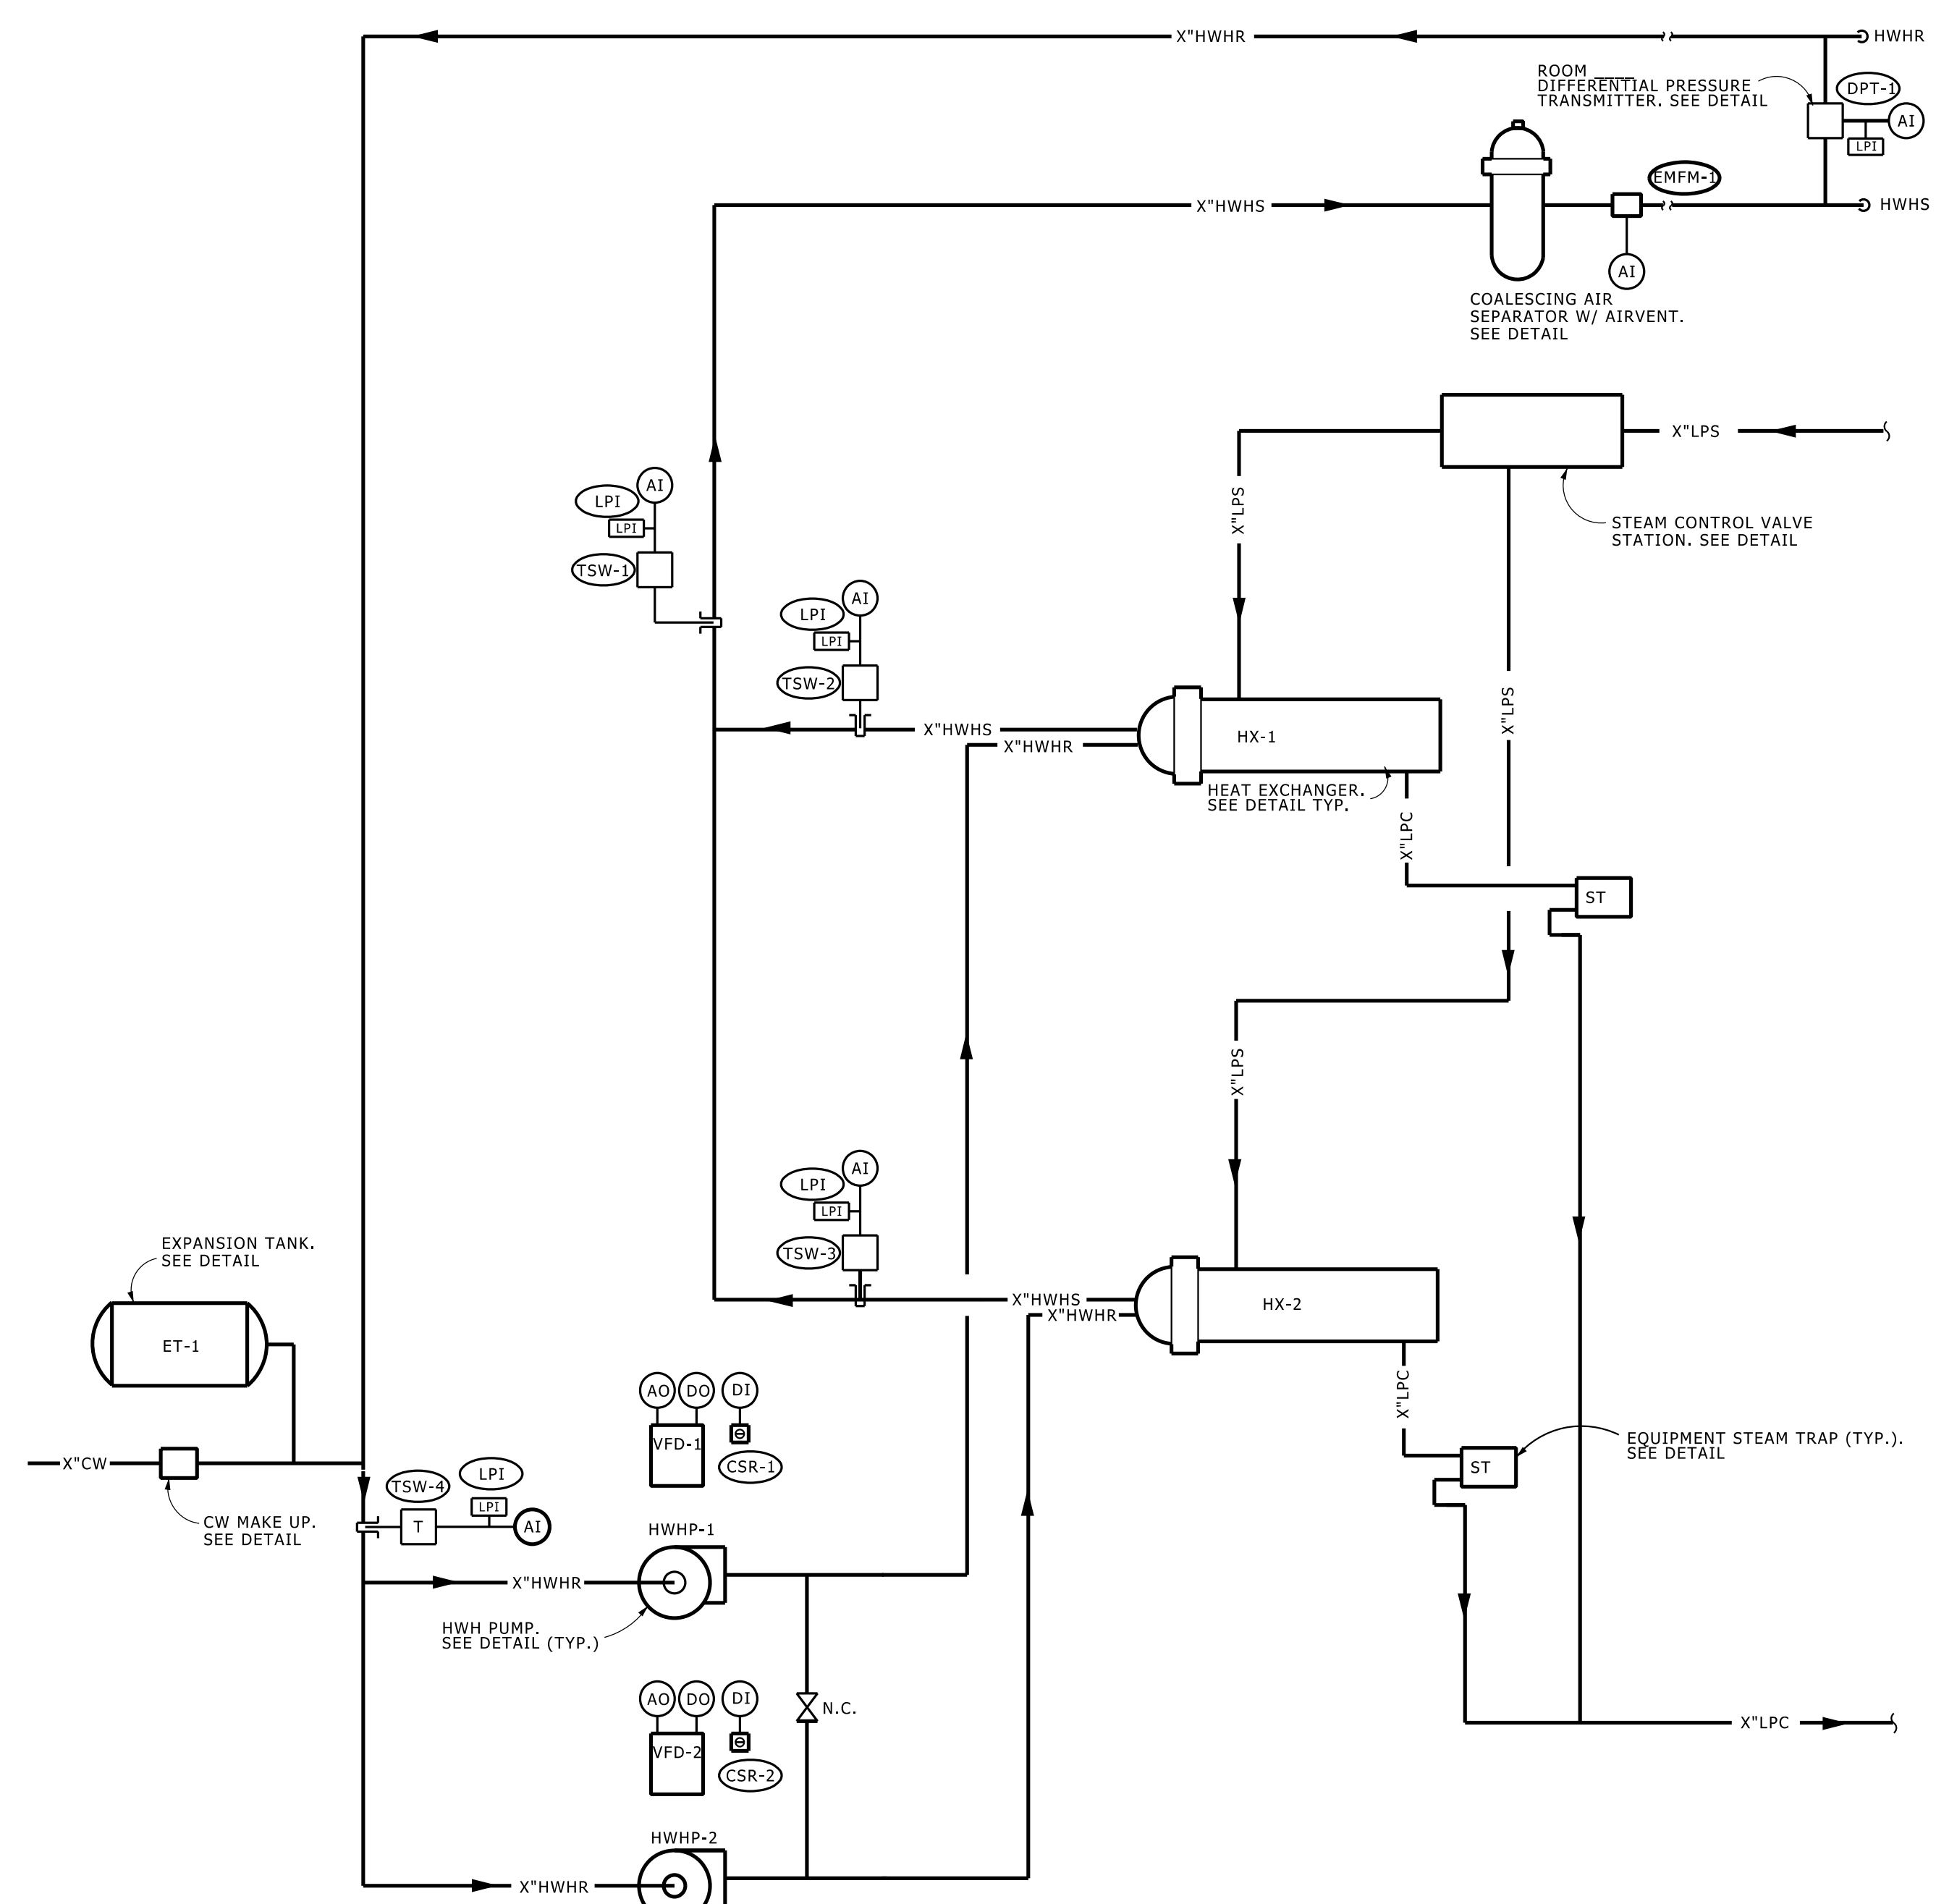 X"HWHR
HWHR
ROOM ____
DIFFERENTIAL PRESSURE
TRANSMITTER. SEE DETAIL
DPT-1
AI
LPI
EMFM-1
X"HWHS
HWHS
AI
COALESCING AIR
SEPARATOR W/ AIRVENT.
SEE DETAIL
X"LPS
X"LPS
STEAM CONTROL VALVE
STATION. SEE DETAIL
AI
LPI
LPI
TSW-1
AI
LPI
LPI
TSW-2
X"LPS
X"HWHS
X"HWHR
HX-1
HEAT EXCHANGER.
SEE DETAIL TYP.
X"LPC
ST
X"LPS
AI
LPI
LPI
TSW-3
EXPANSION TANK.
SEE DETAIL
ET-1
X"HWHS
X"HWHR
HX-2
X"LPC
AO
DO
DI
VFD-1
CSR-1
EQUIPMENT STEAM TRAP (TYP.).
SEE DETAIL
ST
X"CW
CW MAKE UP.
SEE DETAIL
TSW-4
LPI
LPI
T
AI
HWHP-1
X"HWHR
HWH PUMP.
SEE DETAIL (TYP.)
AO
DO
DI
N.C.
VFD-2
CSR-2
X"LPC
HWHP-2
X"HWHR